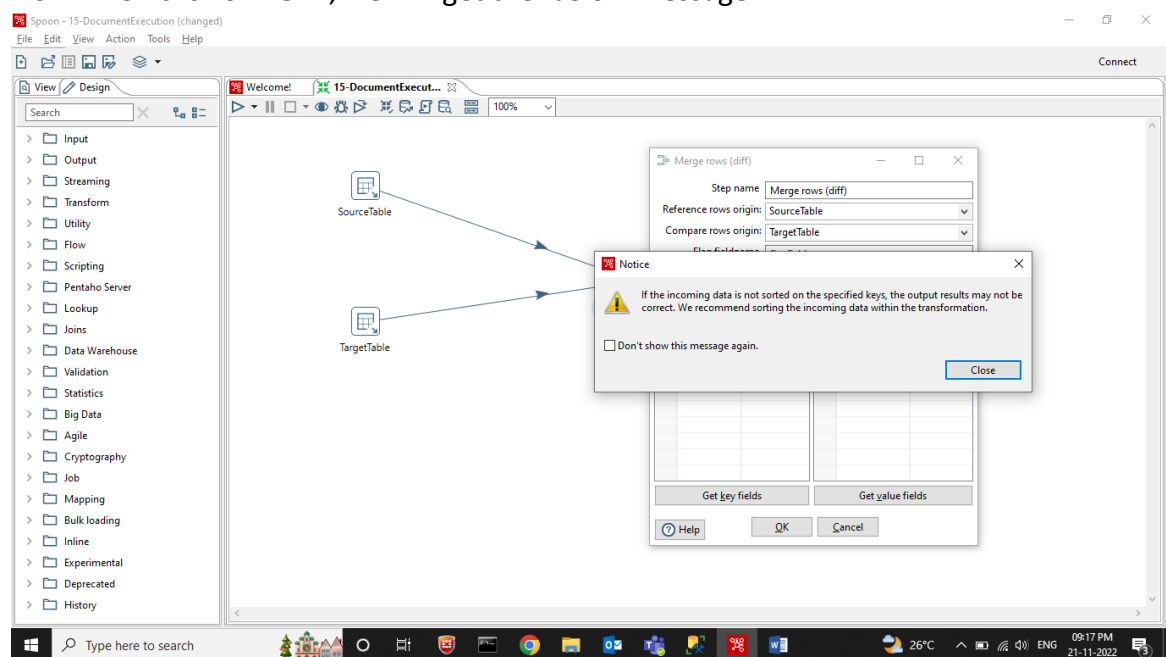 Spoon - 15-DocumentExecution (changed)
File Edit View Action Tools Help
Connect
View Design
Welcome! 15-DocumentExecut...
Search
100%
Input
Output
Streaming
Transform
Utility
Flow
Scripting
Pentaho Server
Lookup
Joins
Data Warehouse
Validation
Statistics
Big Data
Agile
Cryptography
Job
Mapping
Bulk loading
Inline
Experimental
Deprecated
History
SourceTable
TargetTable
Merge rows (diff)
Step name Merge rows (diff)
Reference rows origin: SourceTable
Compare rows origin: TargetTable
Notice
If the incoming data is not sorted on the specified keys, the output results may not be
correct. We recommend sorting the incoming data within the transformation.
Don't show this message again.
Close
Get key fields Get value fields
Help OK Cancel
Type here to search
26°C ENG 09:17 PM
21-11-2022
3